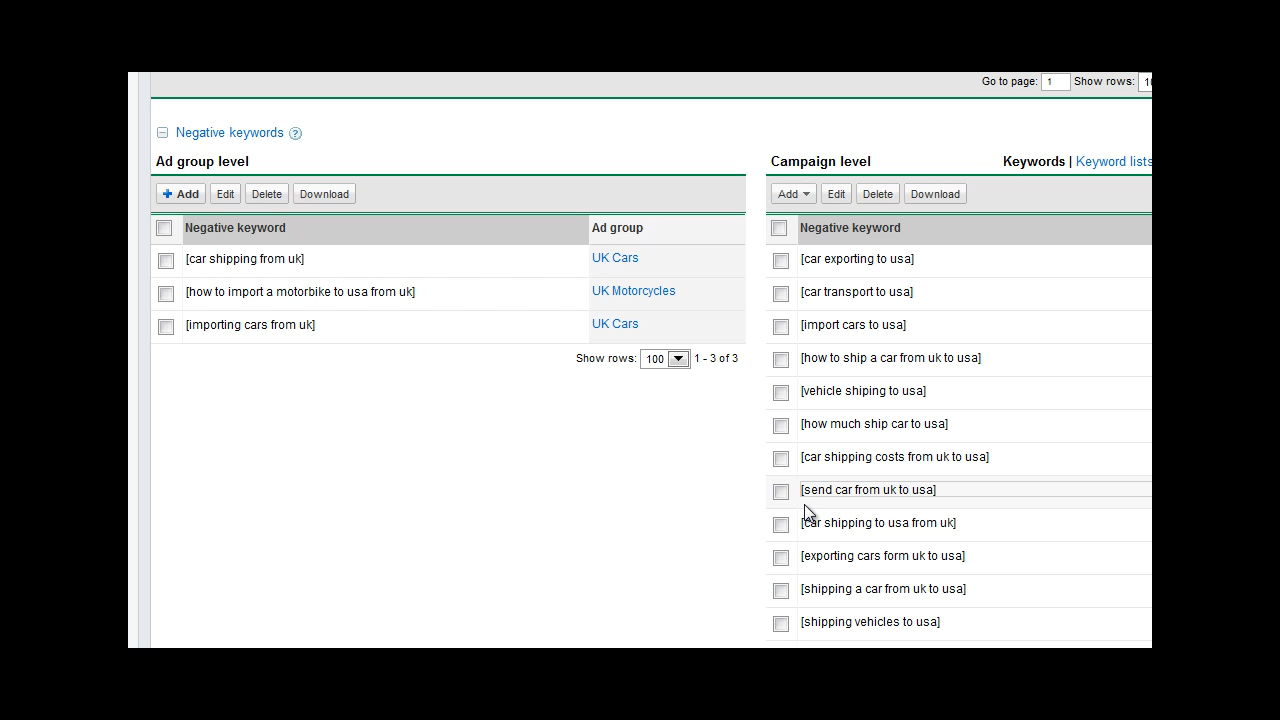 Go to page: 1 Show rows:
Negative keywords ?
Ad group level
Add Edit Delete Download
Negative keyword Ad group
[car shipping from uk] UK Cars
[how to import a motorbike to usa from uk] UK Motorcycles
[importing cars from uk] UK Cars
Show rows: 100 1 - 3 of 3
Campaign level Keywords | Keyword lists
Add Edit Delete Download
Negative keyword
[car exporting to usa]
[car transport to usa]
[import cars to usa]
[how to ship a car from uk to usa]
[vehicle shiping to usa]
[how much ship car to usa]
[car shipping costs from uk to usa]
[send car from uk to usa]
[car shipping to usa from uk]
[exporting cars form uk to usa]
[shipping a car from uk to usa]
[shipping vehicles to usa]